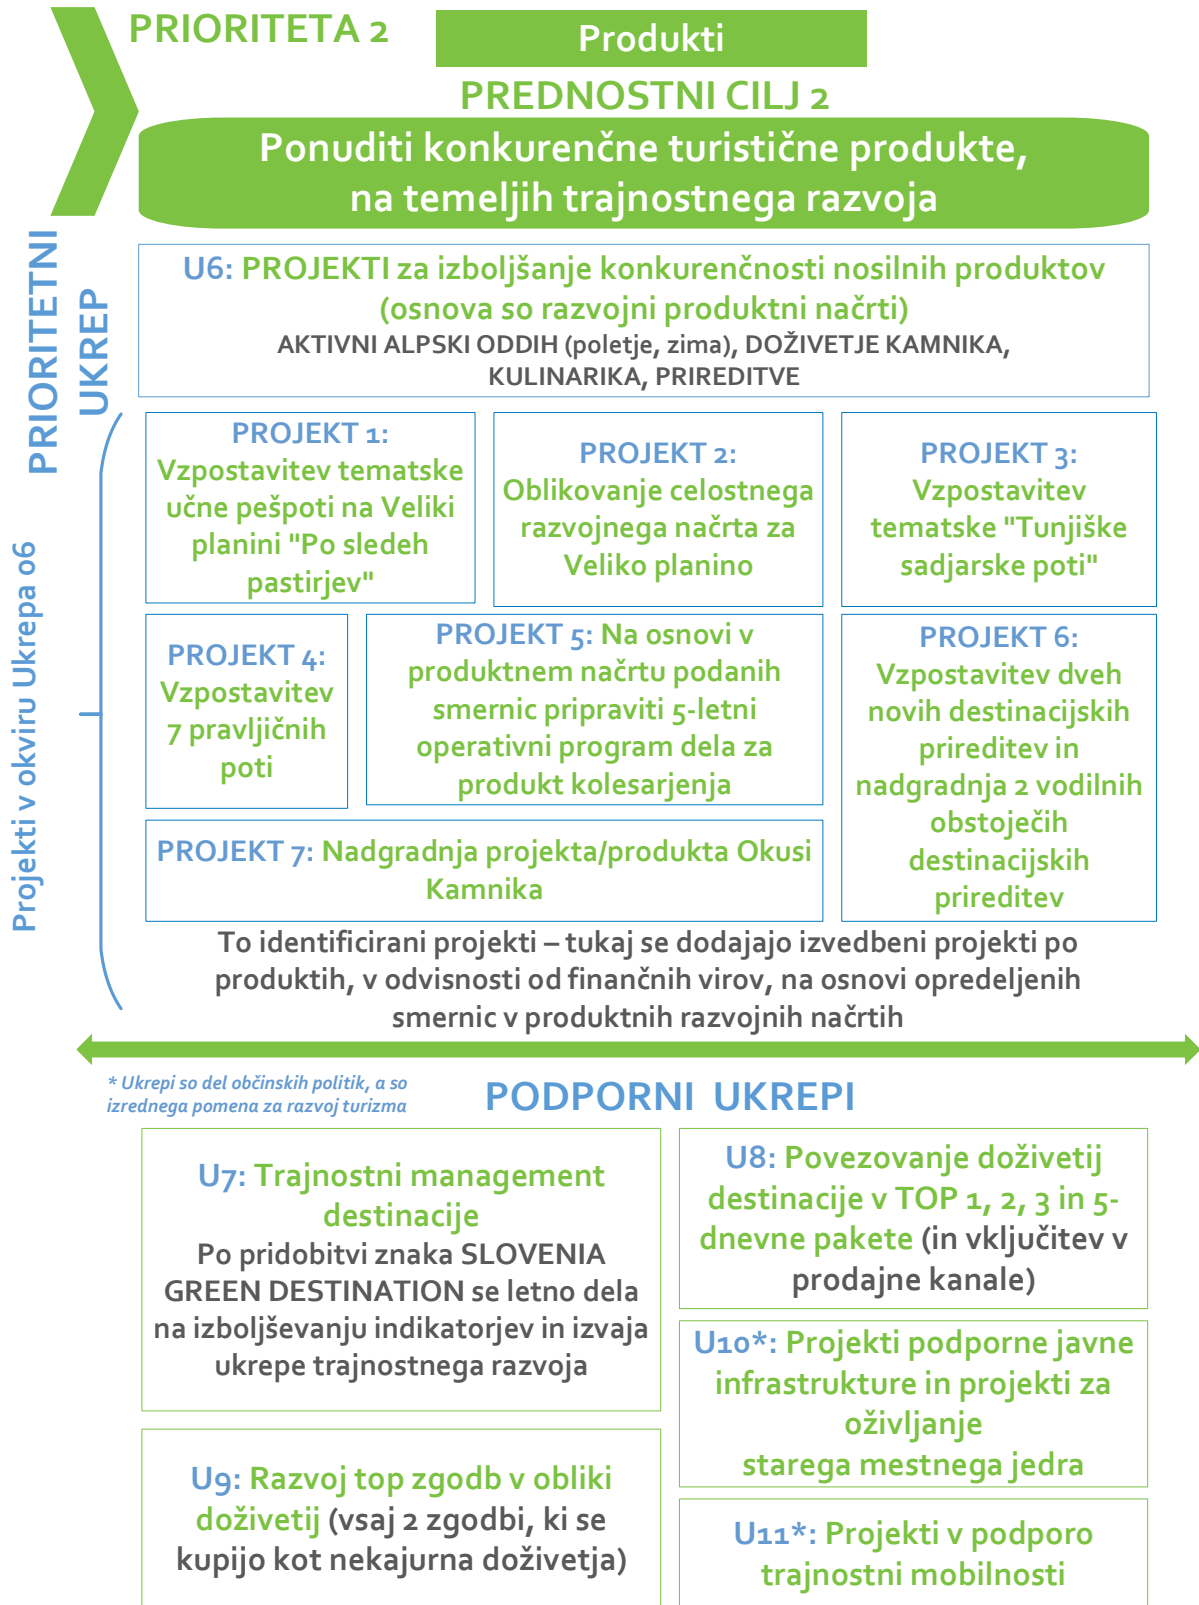 PRIORITETA 2
Produkti
PREDNOSTNI CILJ 2
Ponuditi konkurenčne turistične produkte,
na temeljih trajnostnega razvoja
PRIORITETNI
UKREP
U6: PROJEKTI za izboljšanje konkurenčnosti nosilnih produktov
(osnova so razvojni produktni načrti)
AKTIVNI ALPSKI ODDIH (poletje, zima), DOŽIVETJE KAMNIKA,
KULINARIKA, PRIREDITVE
Projekti v okviru Ukrepa 06
PROJEKT 1:
Vzpostavitev tematske
učne pešpoti na Veliki
planini "Po sledeh
pastirjev"
PROJEKT 2:
Oblikovanje celostnega
razvojnega načrta za
Veliko planino
PROJEKT 3:
Vzpostavitev
tematske "Tunjiške
sadjarske poti"
PROJEKT 4:
Vzpostavitev
7 pravljičnih
poti
PROJEKT 5: Na osnovi v
produktnem načrtu podanih
smernic pripraviti 5-letni
operativni program dela za
produkt kolesarjenja
PROJEKT 6:
Vzpostavitev dveh
novih destinacijskih
prireditev in
nadgradnja 2 vodilnih
obstoječih
destinacijskih
prireditev
PROJEKT 7: Nadgradnja projekta/produkta Okusi
Kamnika
To identificirani projekti – tukaj se dodajajo izvedbeni projekti po
produktih, v odvisnosti od finančnih virov, na osnovi opredeljenih
smernic v produktnih razvojnih načrtih
* Ukrepi so del občinskih politik, a so
izrednega pomena za razvoj turizma
PODPORNI UKREPI
U7: Trajnostni management
destinacije
Po pridobitvi znaka SLOVENIA
GREEN DESTINATION se letno dela
na izboljševanju indikatorjev in izvaja
ukrepe trajnostnega razvoja
U8: Povezovanje doživetij
destinacije v TOP 1, 2, 3 in 5-
dnevne pakete (in vključitev v
prodajne kanale)
U9: Razvoj top zgodb v obliki
doživetij (vsaj 2 zgodbi, ki se
kupijo kot nekajurna doživetja)
U10*: Projekti podporne javne
infrastrukture in projekti za
oživljanje
starega mestnega jedra
U11*: Projekti v podporo
trajnostni mobilnosti